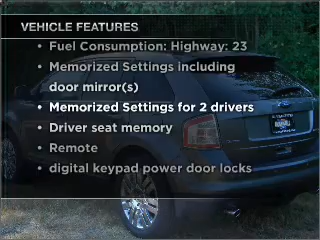 VEHICLE FEATURES
• Fuel Consumption: Highway: 23
• Memorized Settings including
door mirror(s)
• Memorized Settings for 2 drivers
• Driver seat memory
• Remote
• digital keypad power door locks